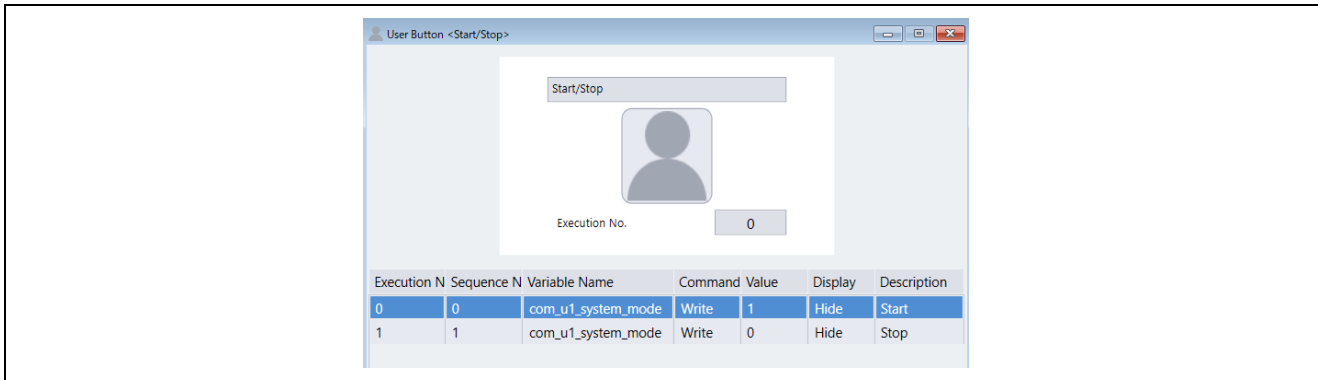 User Button <Start/Stop>
Start/Stop
Execution No. 0
Execution N Sequence N Variable Name Command Value Display Description
0 0 com_u1_system_mode Write 1 Hide Start
1 1 com_u1_system_mode Write 0 Hide Stop